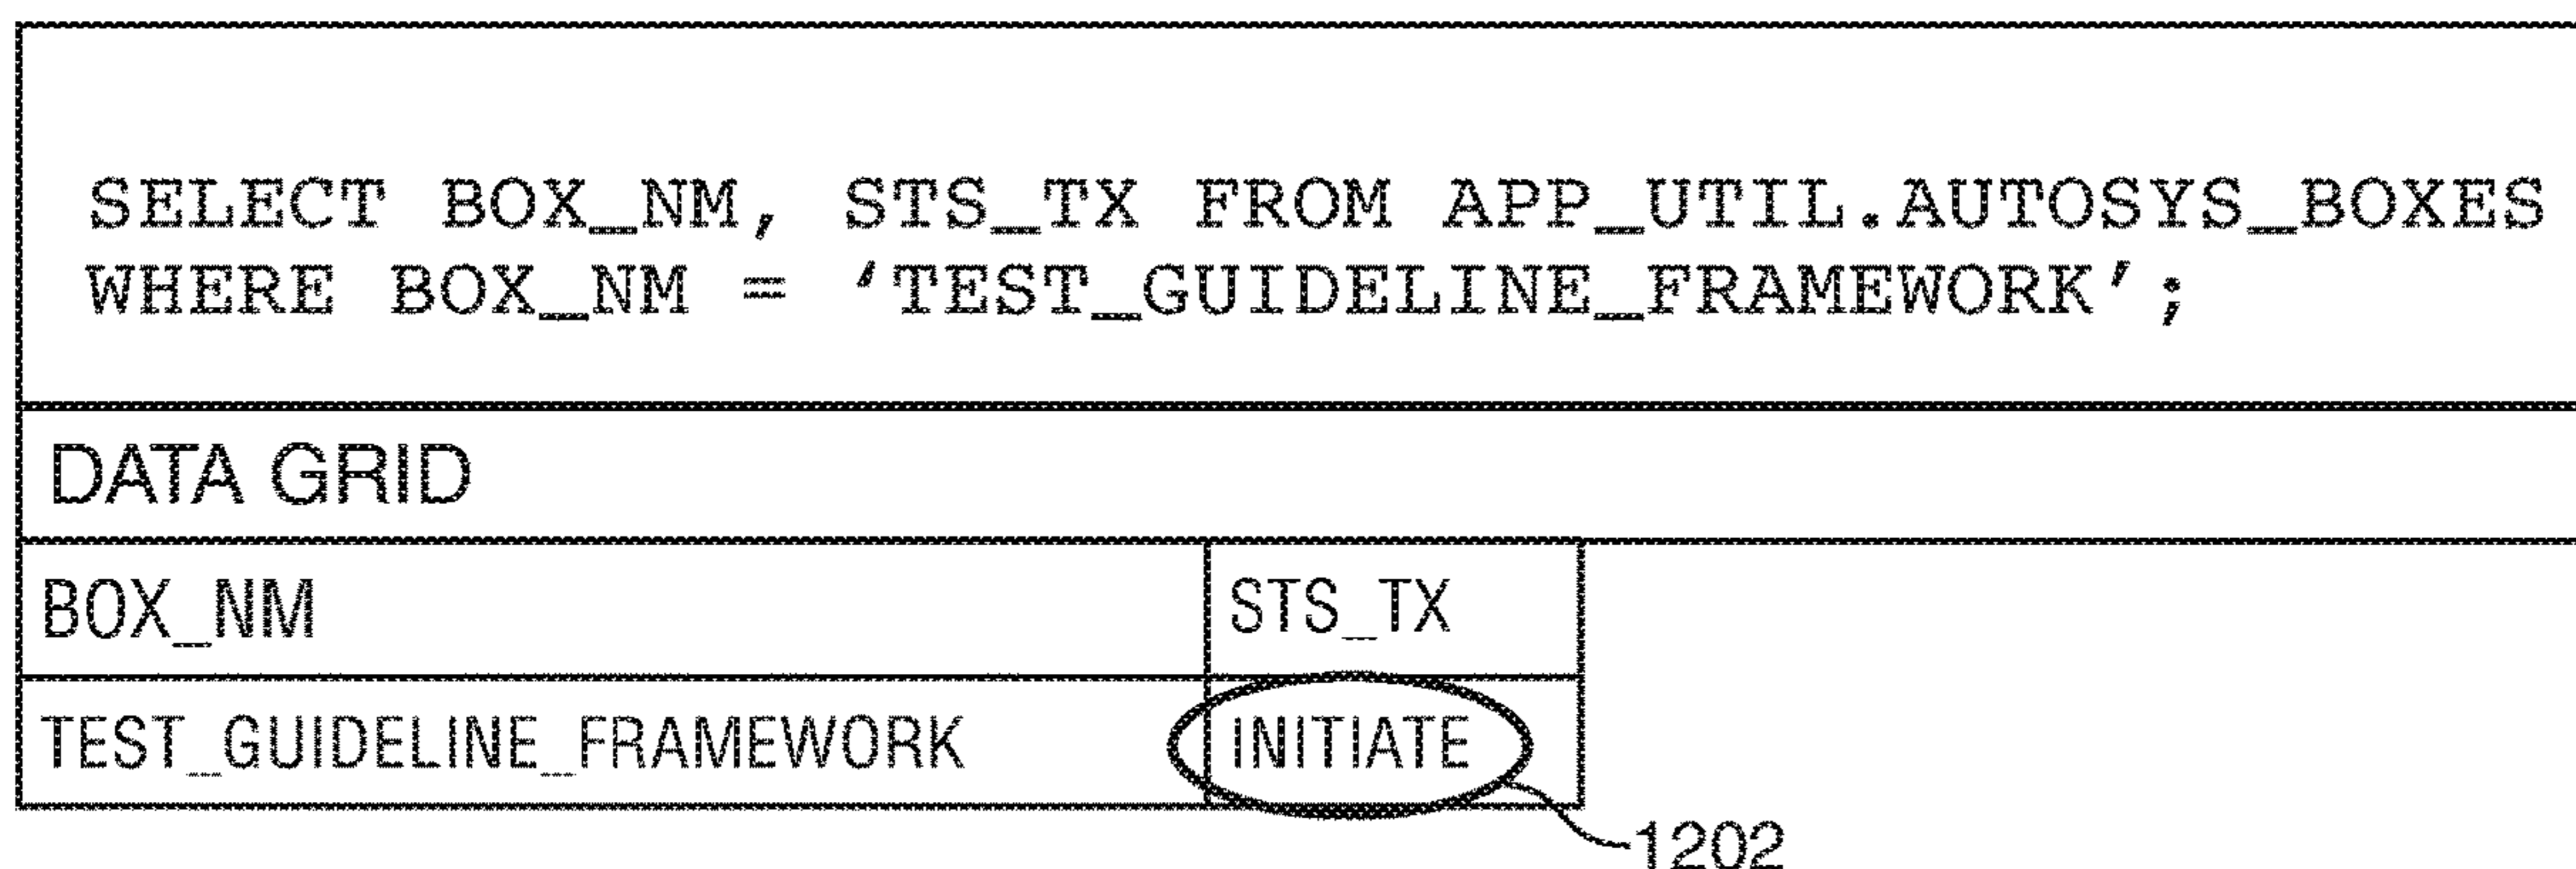 SELECT BOX_NM, STS_TX FROM APP_UTIL.AUTOSYS_BOXES
WHERE BOX_NM = ‘TEST_GUIDELINE_FRAMEWORK’;
DATA GRID
BOX_NM STS_TX
TEST_GUIDELINE_FRAMEWORK INITIATE
1202